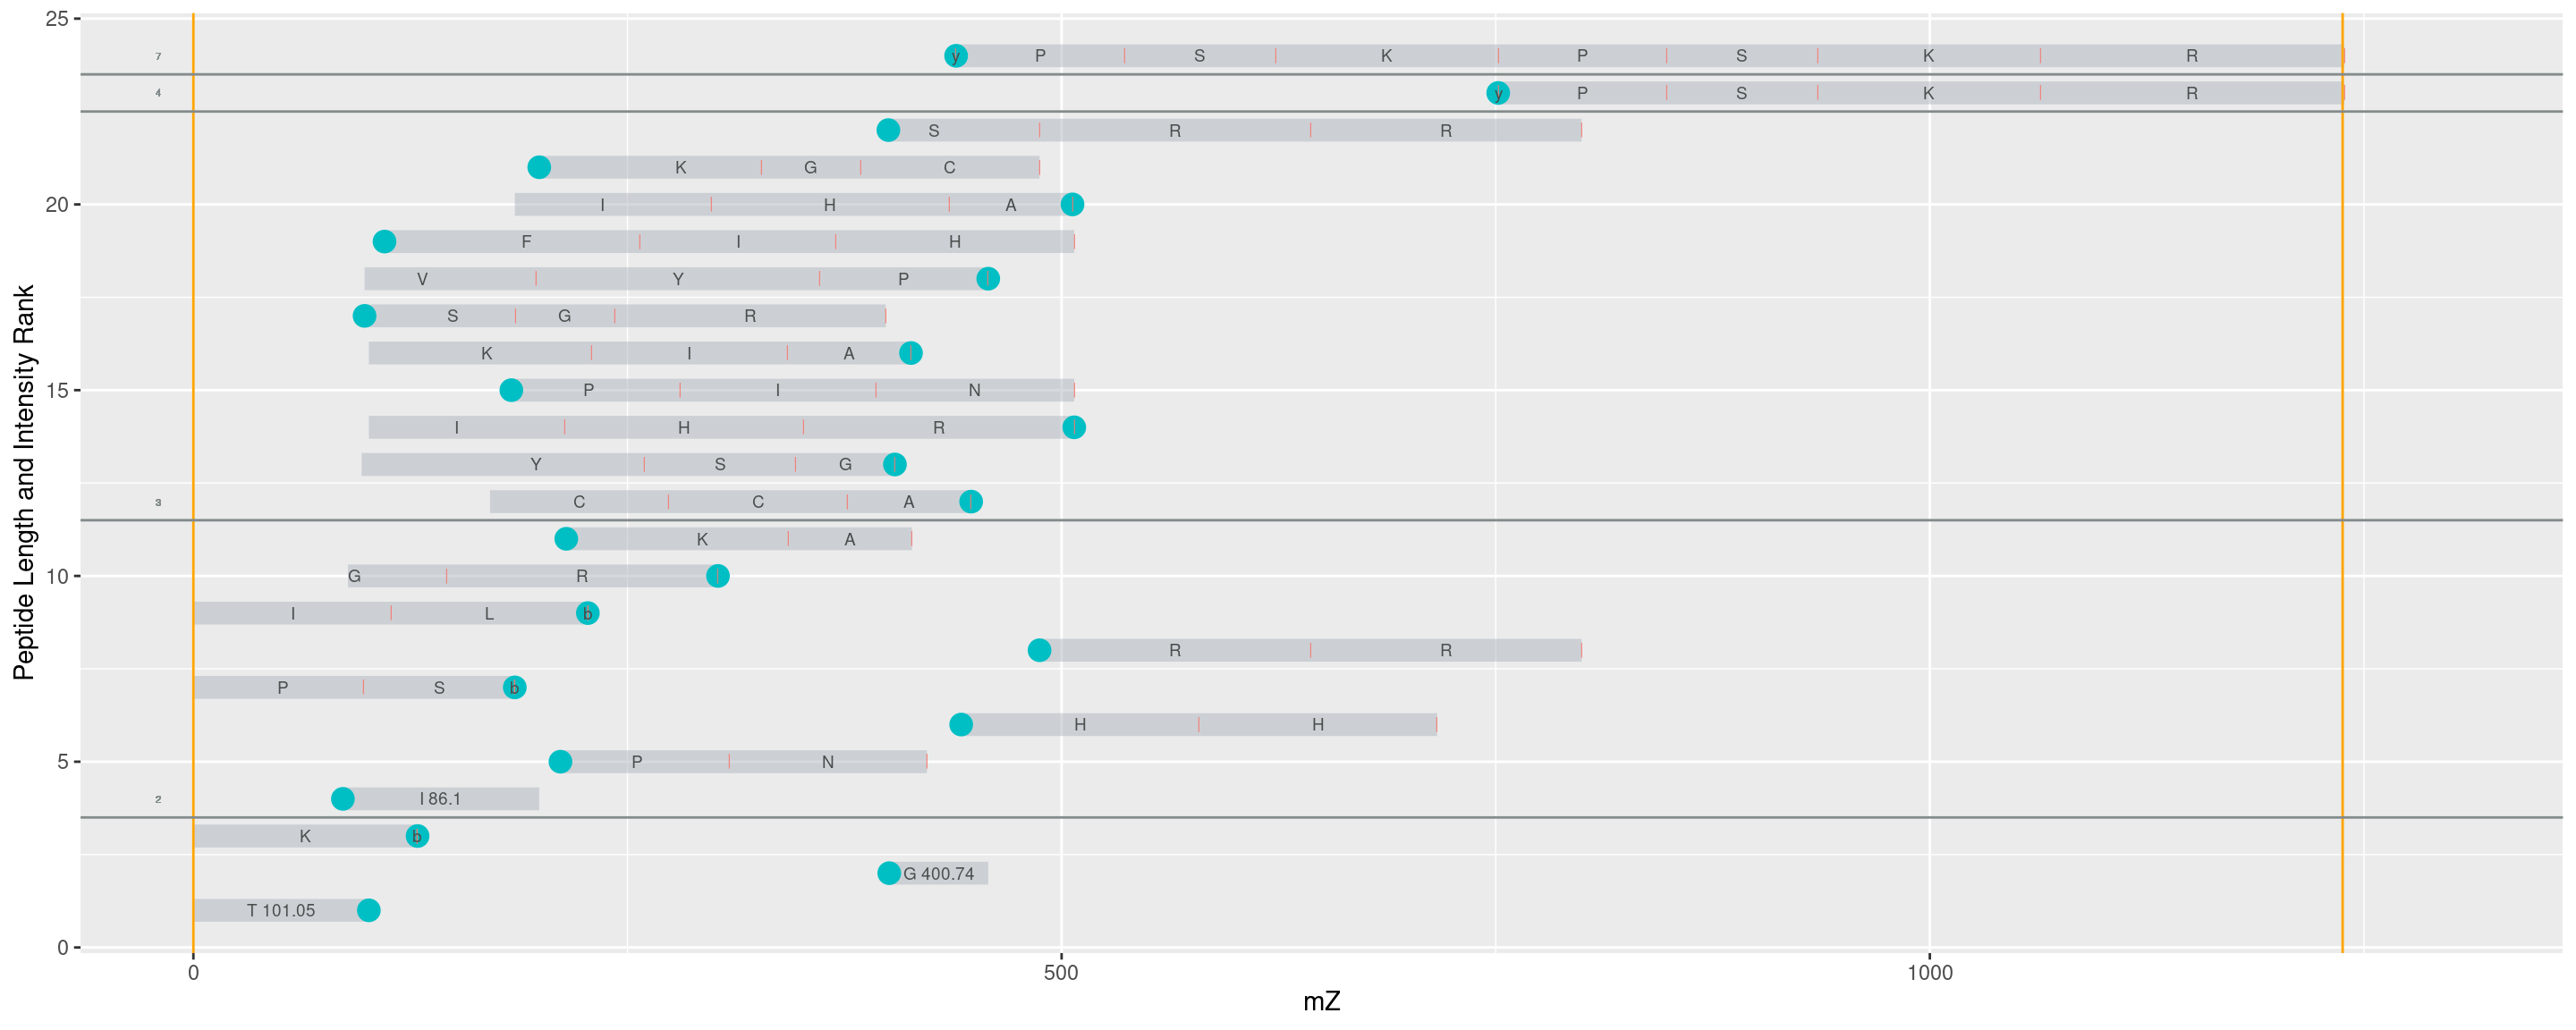 25
7 y P S K P S K R
4 y P S K R
S R R
K G C
20 I H A
F I H
V Y P
S G R
K I A
15 P I N
I H R
Y S G
3 C C A
K A
10 G R
I L b
R R
P S b
H H
5 P N
2 I 86.1
K b
G 400.74
T 101.05
0
0 500 1000
mZ
Peptide Length and Intensity Rank